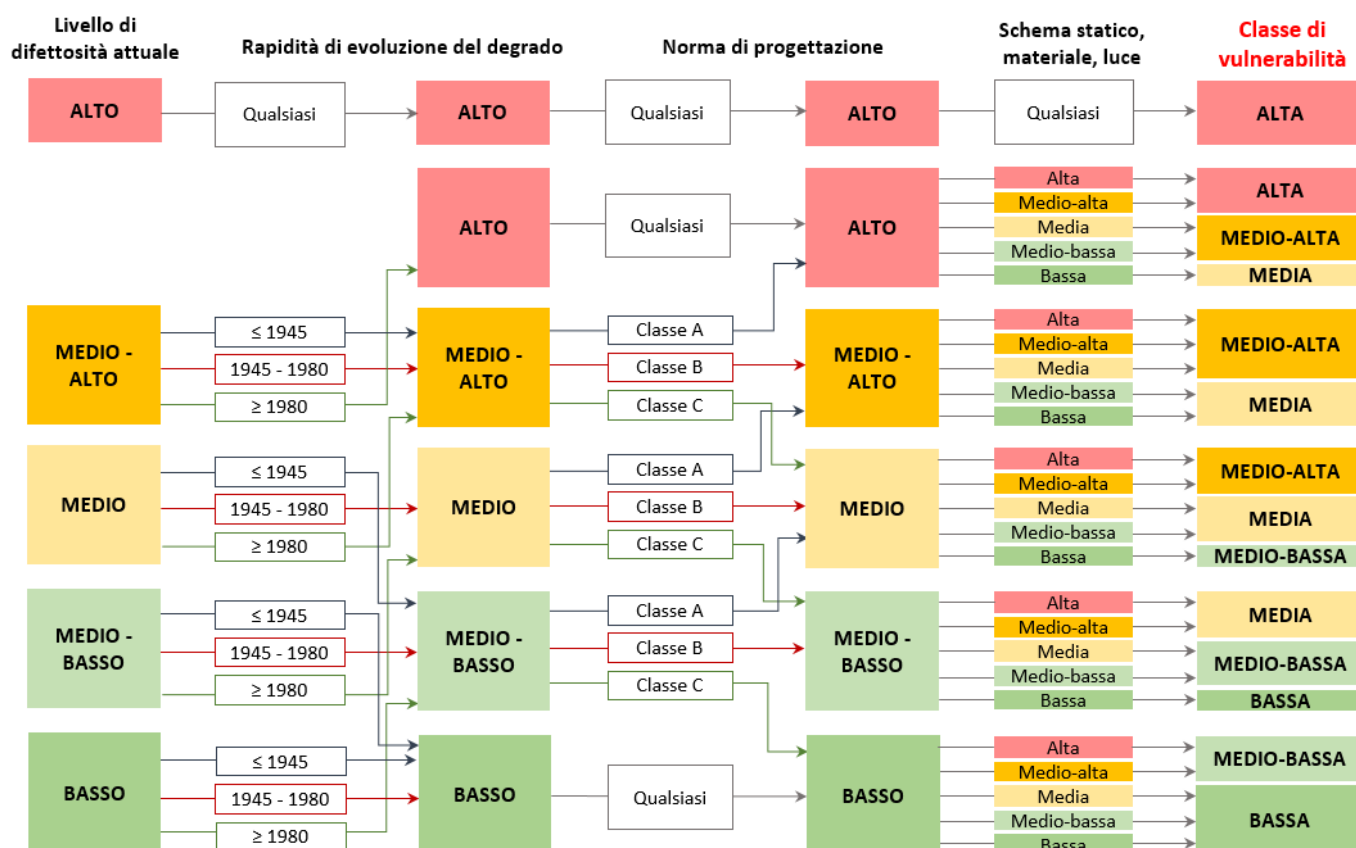 Livello di
difettosità attuale
Rapidità di evoluzione del degrado
Norma di progettazione
Schema statico,
materiale, luce
Classe di
vulnerabilità
ALTO
Qualsiasi
ALTO
Qualsiasi
ALTO
Qualsiasi
ALTA
ALTO
Qualsiasi
ALTO
Alta
Medio-alta
Media
Medio-bassa
Bassa
ALTA
MEDIO-ALTA
MEDIA
MEDIO -
ALTO
≤ 1945
1945 - 1980
≥ 1980
MEDIO -
ALTO
Classe A
Classe B
Classe C
MEDIO -
ALTO
Alta
Medio-alta
Media
Medio-bassa
Bassa
MEDIO-ALTA
MEDIA
MEDIO
≤ 1945
1945 - 1980
≥ 1980
MEDIO
Classe A
Classe B
Classe C
MEDIO
Alta
Medio-alta
Media
Medio-bassa
Bassa
MEDIO-ALTA
MEDIA
MEDIO-BASSA
MEDIO -
BASSO
≤ 1945
1945 - 1980
≥ 1980
MEDIO -
BASSO
Classe A
Classe B
Classe C
MEDIO -
BASSO
Alta
Medio-alta
Media
Medio-bassa
Bassa
MEDIA
MEDIO-BASSA
BASSA
BASSO
≤ 1945
1945 - 1980
≥ 1980
BASSO
Qualsiasi
BASSO
Alta
Medio-alta
Media
Medio-bassa
Bassa
MEDIO-BASSA
BASSA